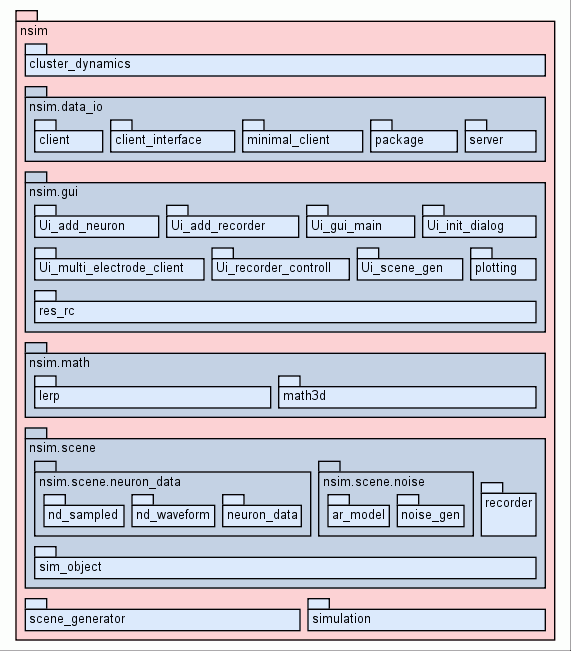 nsim
cluster_dynamics
nsim.data_io
client client_interface minimal_client package server
nsim.gui
Ui_add_neuron Ui_add_recorder Ui_gui_main Ui_init_dialog
Ui_multi_electrode_client Ui_recorder_controll Ui_scene_gen plotting
res_rc
nsim.math
lerp math3d
nsim.scene
nsim.scene.neuron_data nsim.scene.noise
recorder
nd_sampled nd_waveform neuron_data ar_model noise_gen
sim_object
scene_generator simulation